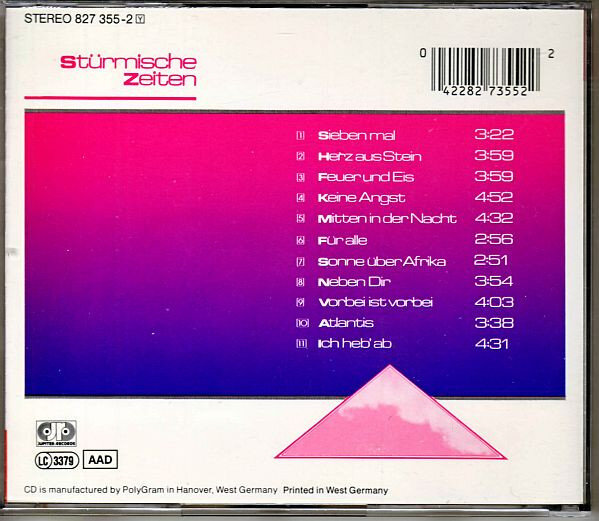 STEREO 827 355-2 Y
Stürmische
Zeiten
0 42282 73552 2
1 Sieben mal 3:22
2 Herz aus Stein 3:59
3 Feuer und Eis 3:59
4 Keine Angst 4:52
5 Mitten in der Nacht 4:32
6 Für alle 2:56
7 Sonne über Afrika 2:51
8 Neben Dir 3:54
9 Vorbei ist vorbei 4:03
10 Atlantis 3:38
11 Ich heb' ab 4:31
JUPITER RECORDS
LC 3379 AAD
CD is manufactured by PolyGram in Hanover, West Germany Printed in West Germany